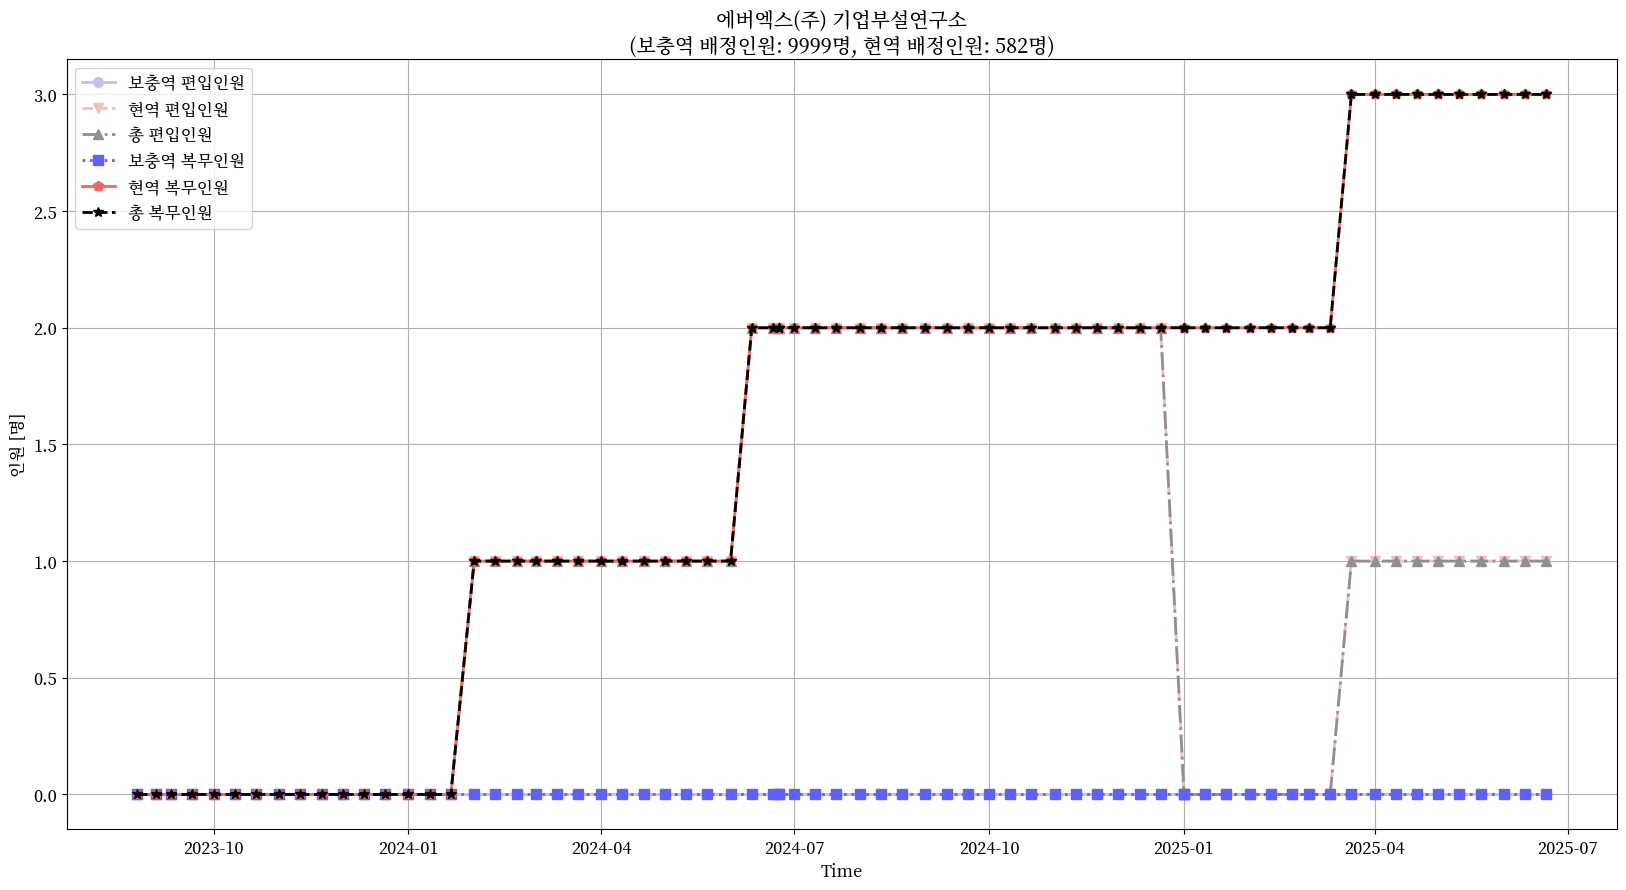 에버엑스(주) 기업부설연구소
(보충역 배정인원: 9999명, 현역 배정인원: 582명)
보충역 편입인원
현역 편입인원
총 편입인원
보충역 복무인원
현역 복무인원
총 복무인원
3.0
2.5
2.0
1.5
1.0
0.5
0.0
인원 [명]
2023-10 2024-01 2024-04 2024-07 2024-10 2025-01 2025-04 2025-07
Time